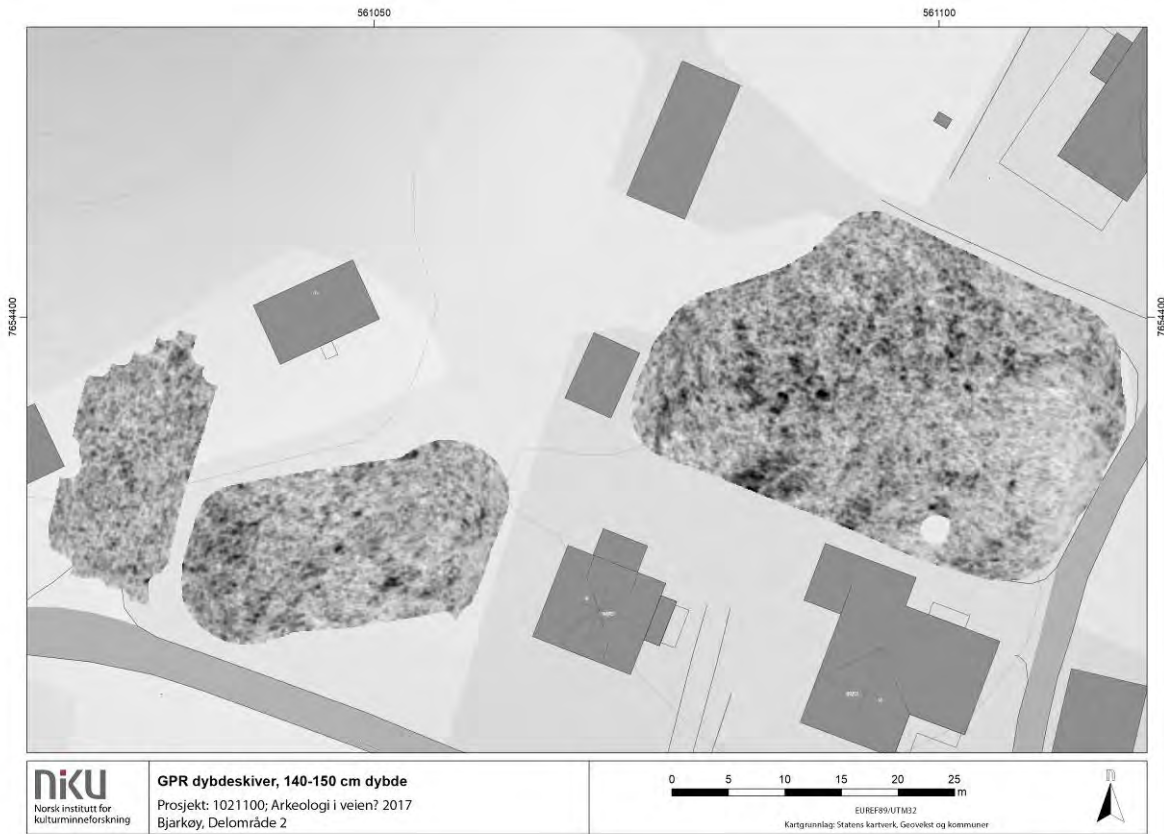 561050
561100
7654400
7654400
niku
Norsk institutt for
kulturminneforskning
GPR dybdeskiver, 140-150 cm dybde
Prosjekt: 1021100; Arkeologi i veien? 2017
Bjarkøy, Delområde 2
0 5 10 15 20 25
m
EUREF89/UTM32
Kartgrunnlag: Statens kartverk, Geovekst og kommuner
n